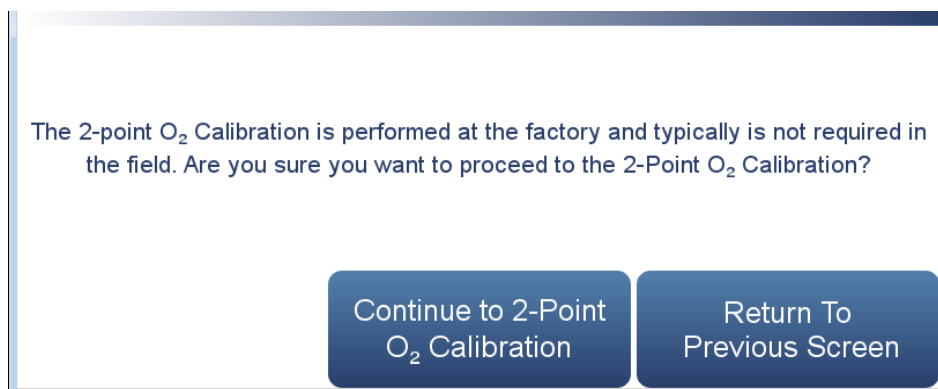 The 2-point O₂ Calibration is performed at the factory and typically is not required in
the field. Are you sure you want to proceed to the 2-Point O₂ Calibration?
Continue to 2-Point
O₂ Calibration
Return To
Previous Screen